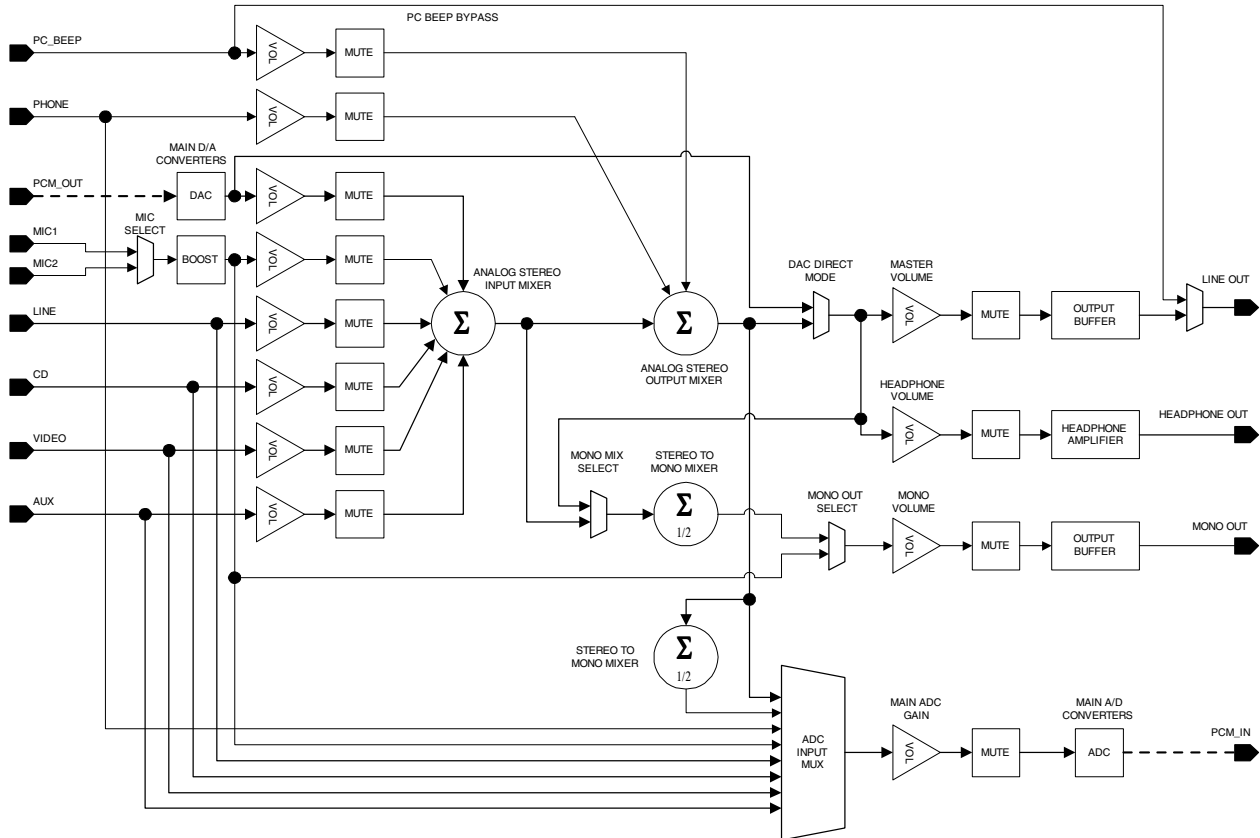 PC BEEP BYPASS
PC_BEEP
VOL
MUTE
PHONE
VOL
MUTE
MAIN D/A
CONVERTERS
PCM_OUT
DAC
VOL
MUTE
MIC1
MIC2
MIC
SELECT
BOOST
VOL
MUTE
LINE
VOL
MUTE
CD
VOL
MUTE
VIDEO
VOL
MUTE
AUX
VOL
MUTE
ANALOG STEREO
INPUT MIXER
Σ
Σ
ANALOG STEREO
OUTPUT MIXER
DAC DIRECT
MODE
MASTER
VOLUME
VOL
MUTE
OUTPUT
BUFFER
LINE OUT
HEADPHONE
VOLUME
VOL
MUTE
HEADPHONE
AMPLIFIER
HEADPHONE OUT
MONO MIX
SELECT
STEREO TO
MONO MIXER
Σ
1/2
MONO OUT
SELECT
MONO
VOLUME
VOL
MUTE
OUTPUT
BUFFER
MONO OUT
STEREO TO
MONO MIXER
Σ
1/2
ADC
INPUT
MUX
MAIN ADC
GAIN
VOL
MUTE
MAIN A/D
CONVERTERS
ADC
PCM_IN